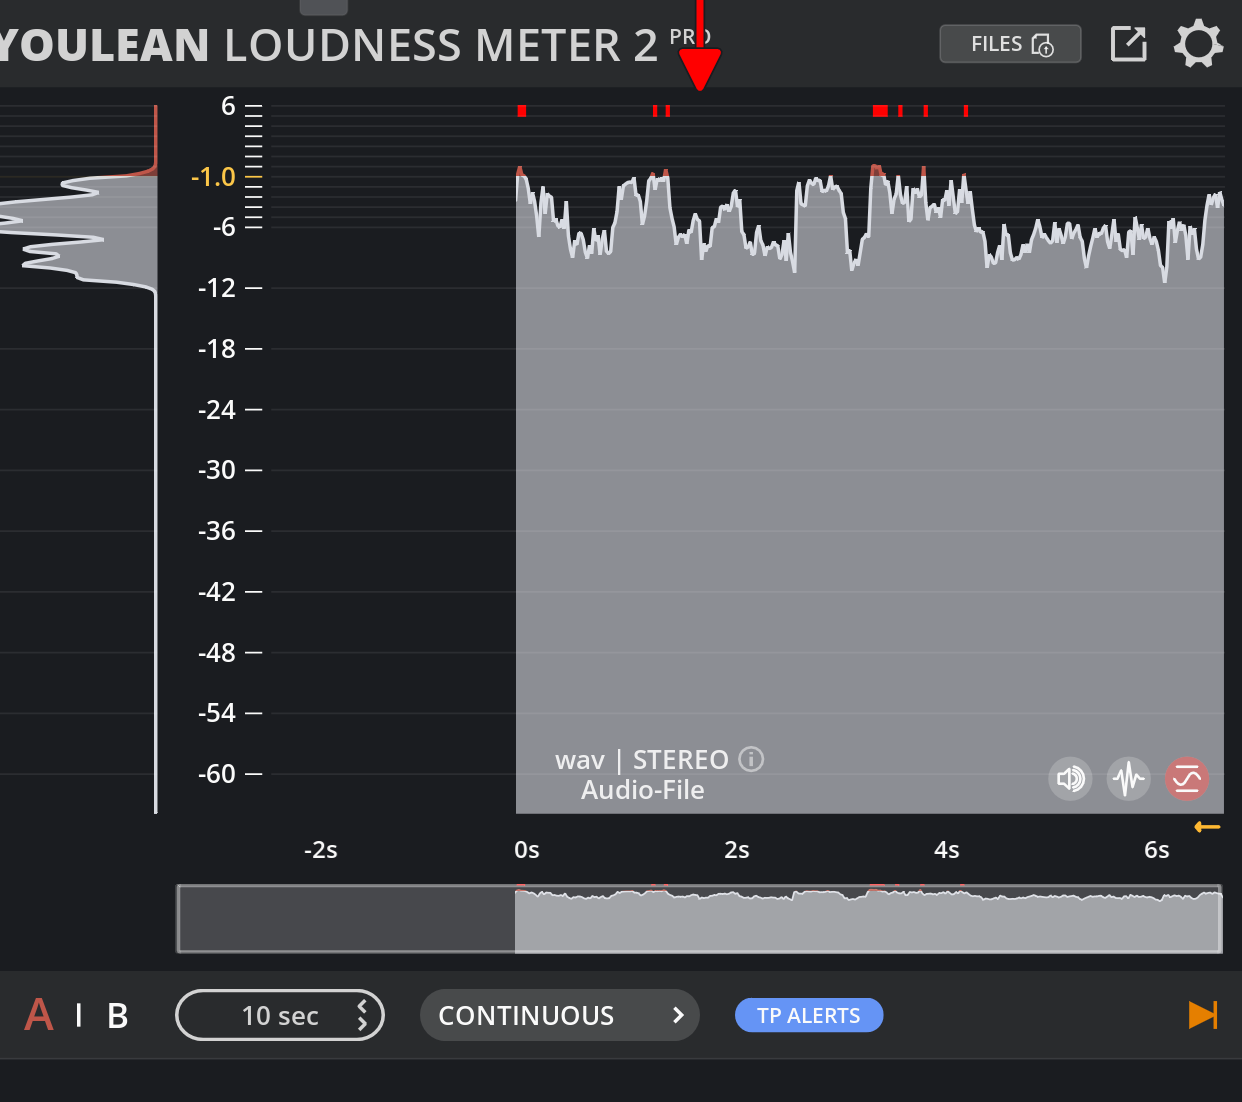 YOULEAN LOUDNESS METER 2 PRO
FILES
6
-1.0
-6
-12
-18
-24
-30
-36
-42
-48
-54
-60
wav | STEREO
Audio-File
-2s 0s 2s 4s 6s
A | B 10 sec CONTINUOUS TP ALERTS